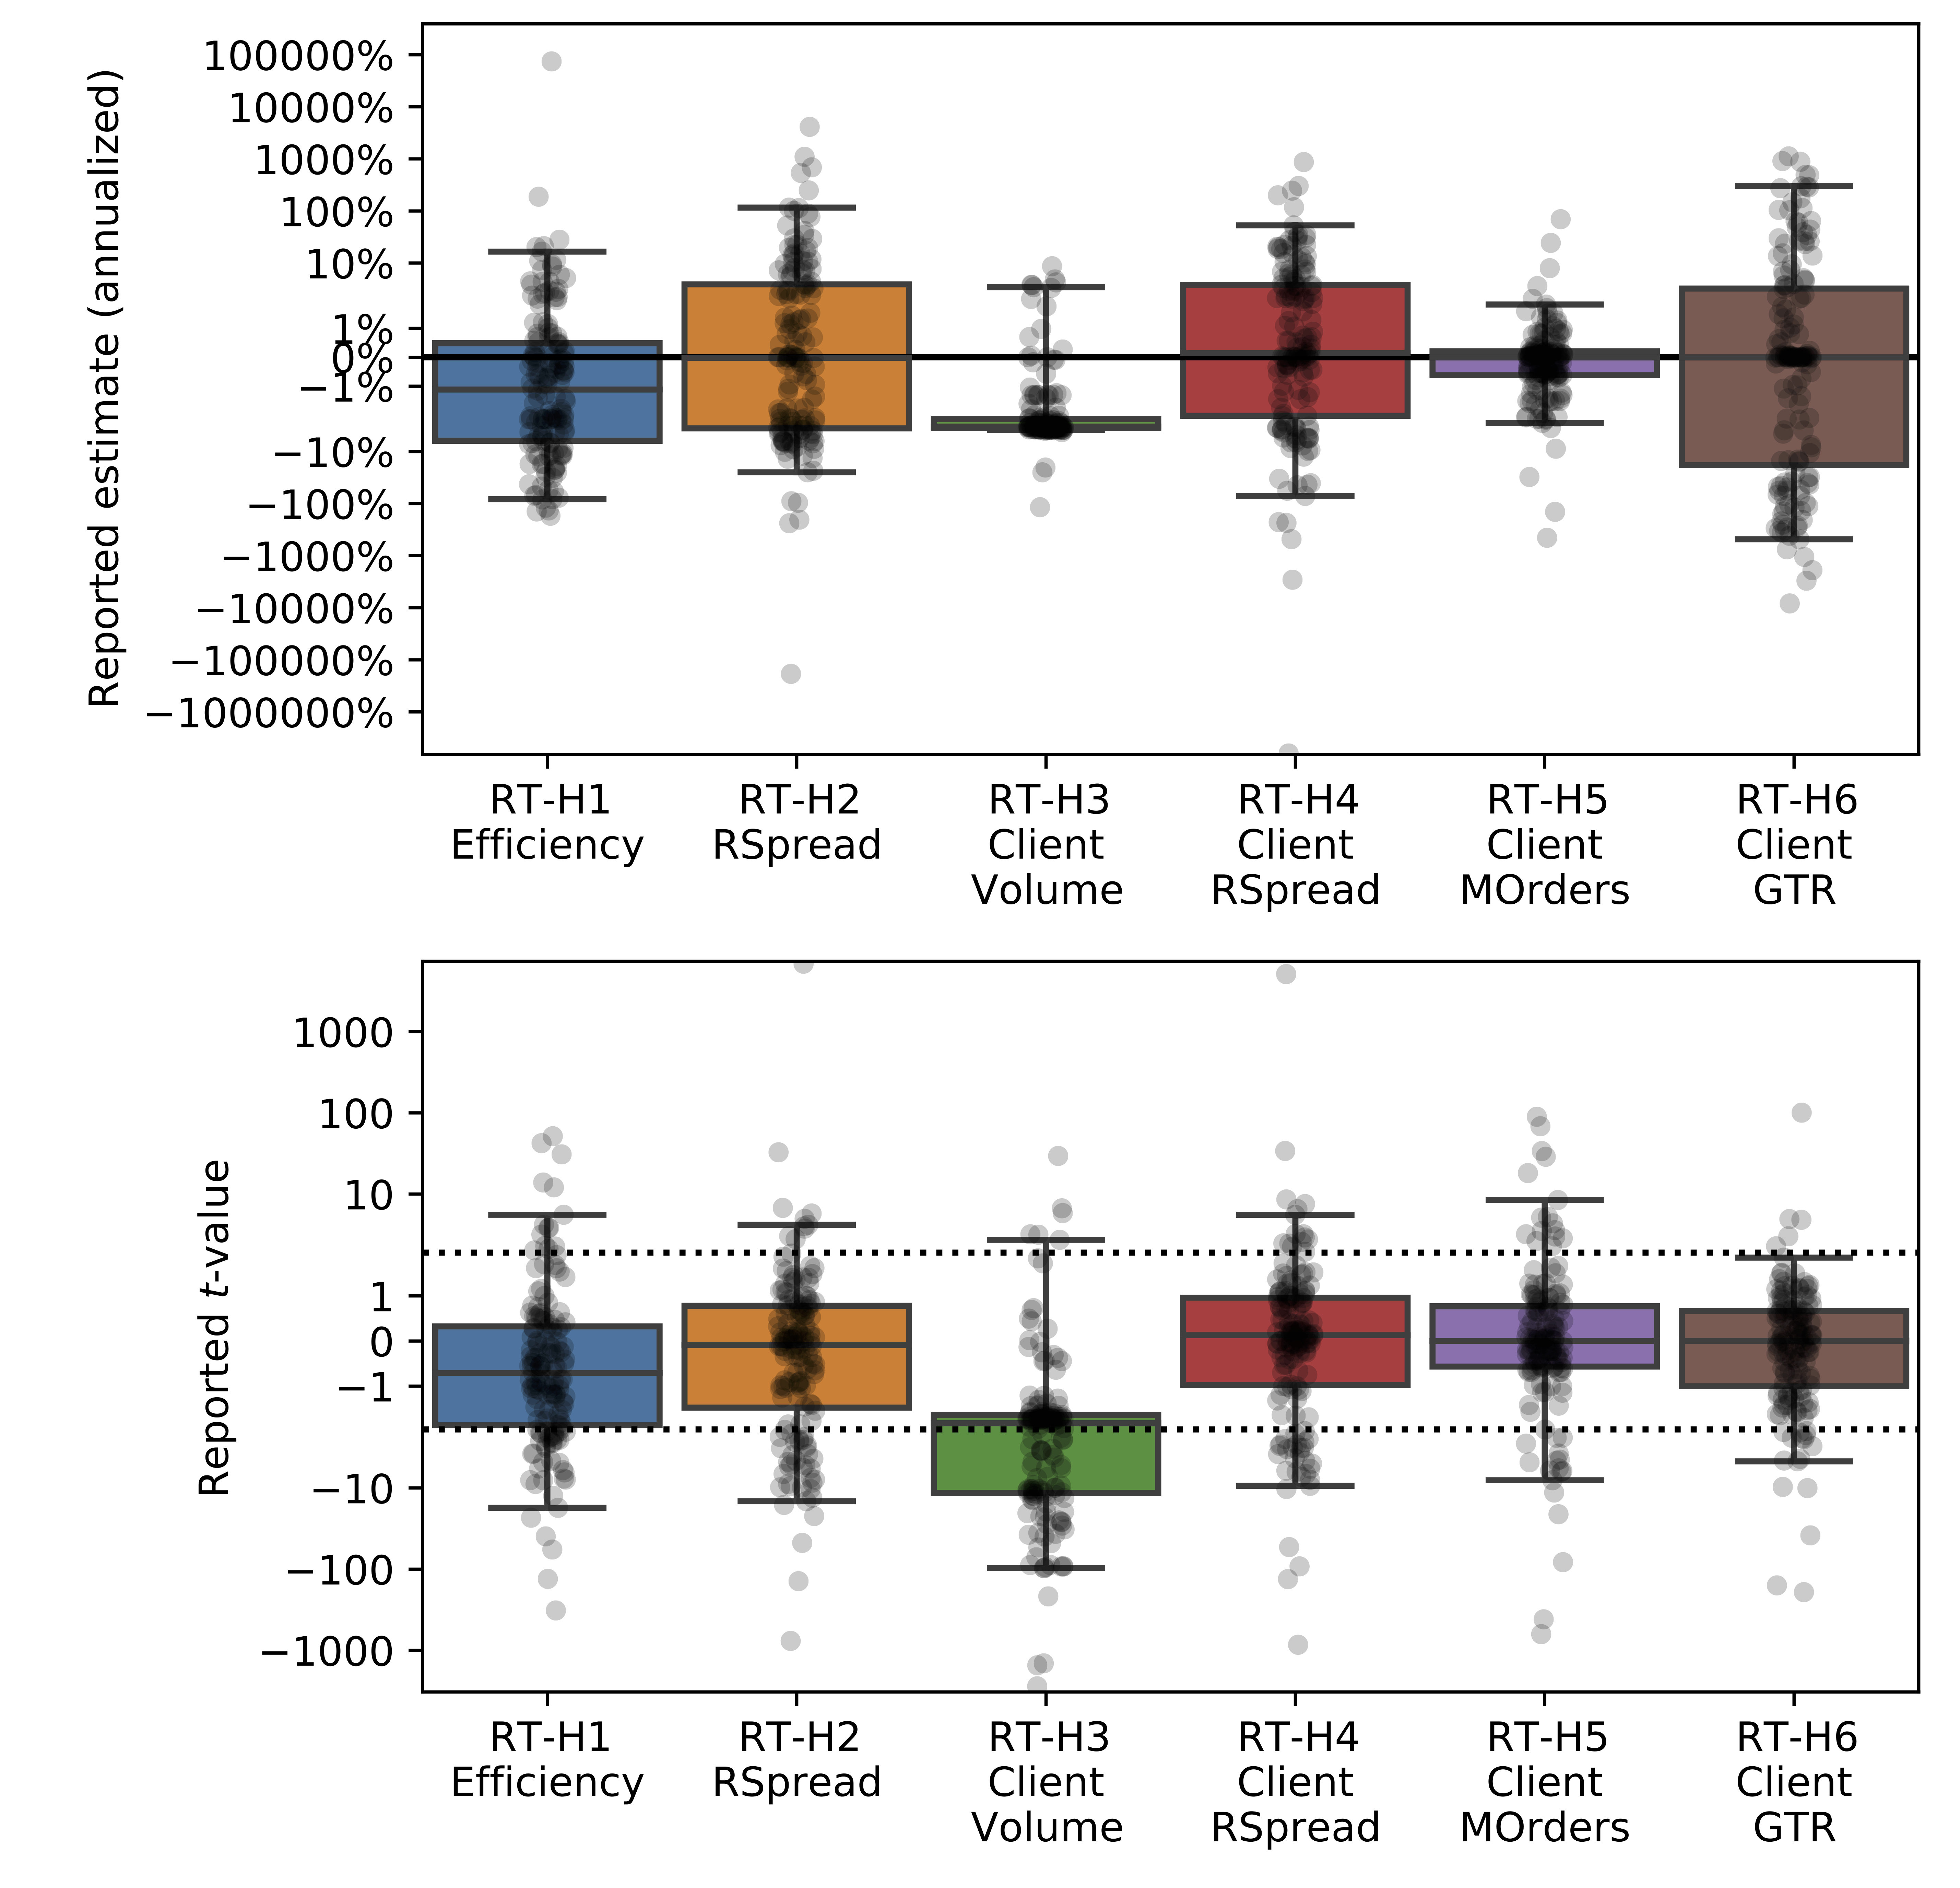 Reported estimate (annualized)
100000%
10000%
1000%
100%
10%
1%
0%
−1%
−10%
−100%
−1000%
−10000%
−100000%
−1000000%
RT-H1
Efficiency
RT-H2
RSpread
RT-H3
Client
Volume
RT-H4
Client
RSpread
RT-H5
Client
MOrders
RT-H6
Client
GTR
Reported t-value
1000
100
10
1
0
−1
−10
−100
−1000
RT-H1
Efficiency
RT-H2
RSpread
RT-H3
Client
Volume
RT-H4
Client
RSpread
RT-H5
Client
MOrders
RT-H6
Client
GTR